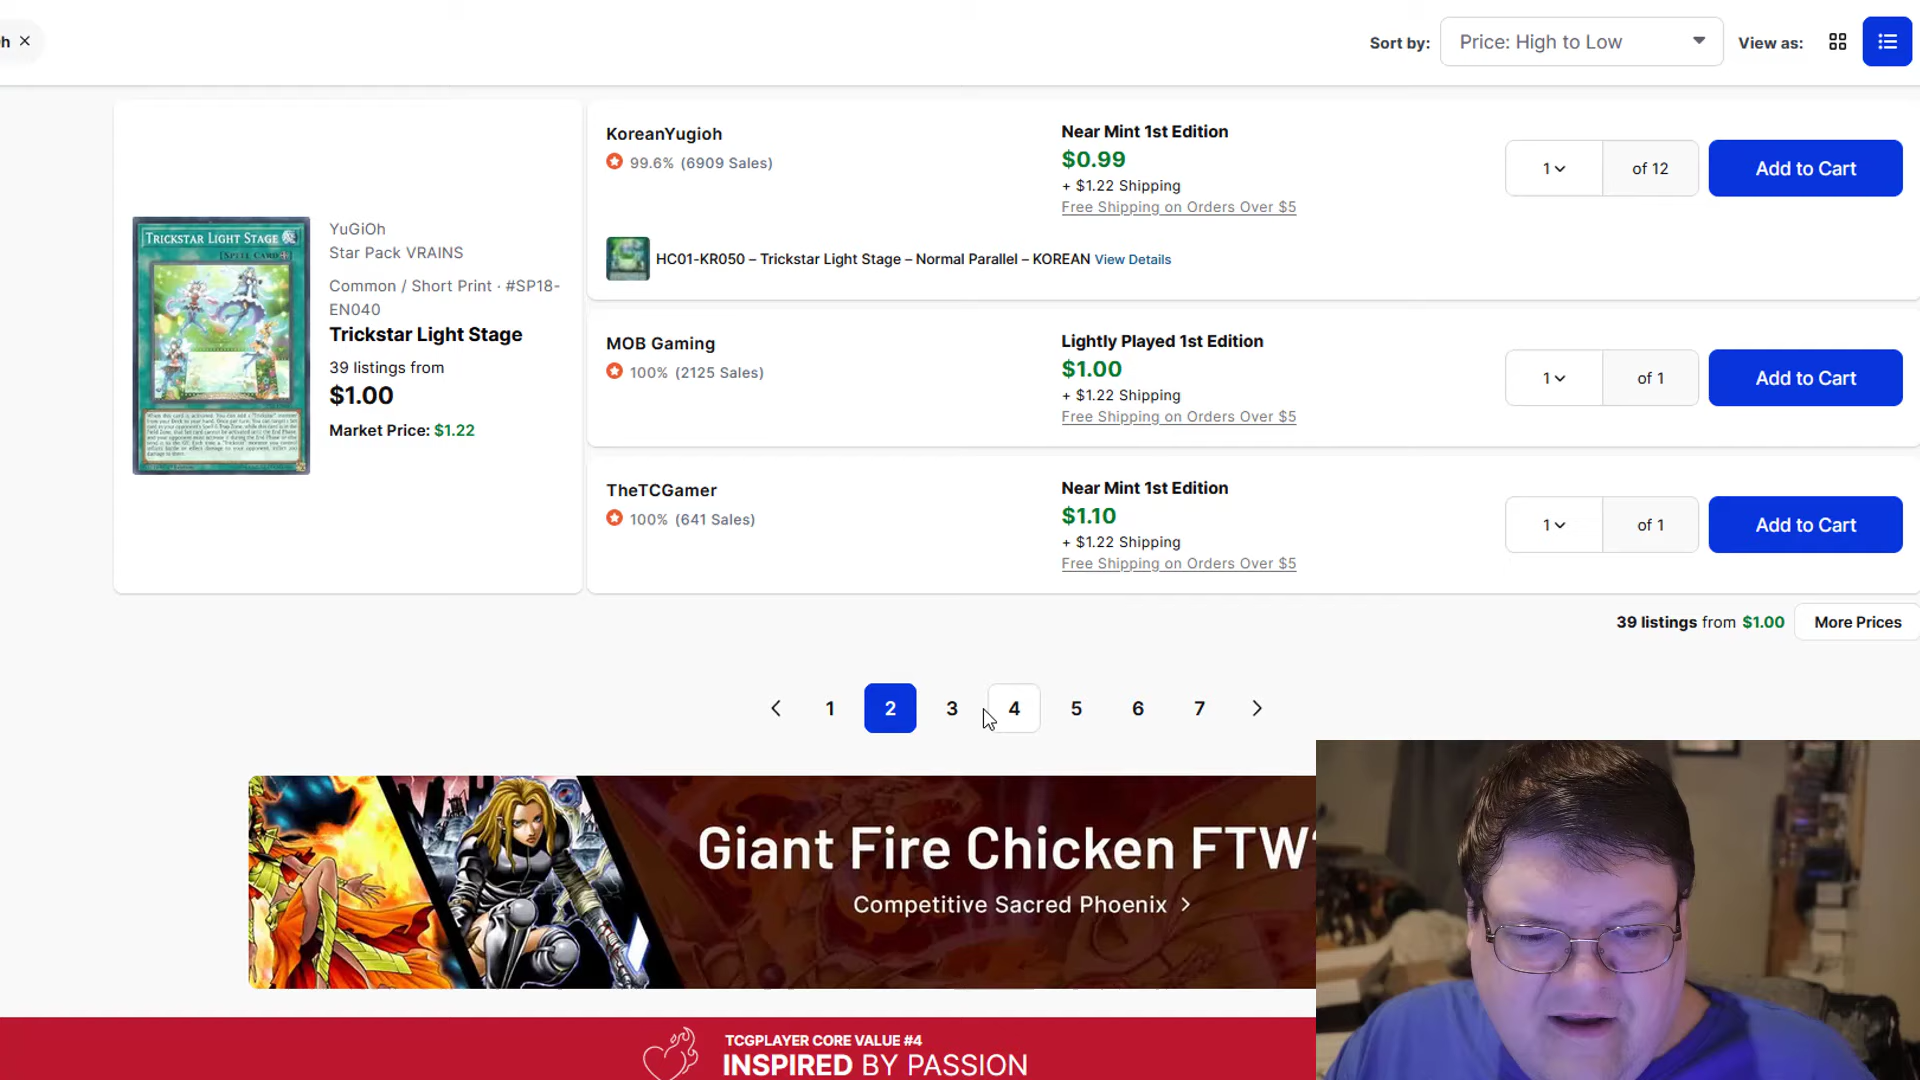 h ×
Sort by: Price: High to Low View as:
KoreanYugioh
99.6% (6909 Sales)
Near Mint 1st Edition
$0.99
+ $1.22 Shipping
Free Shipping on Orders Over $5
1 of 12 Add to Cart
HC01-KR050 – Trickstar Light Stage – Normal Parallel – KOREAN View Details
TRICKSTAR LIGHT STAGE
[SPELL CARD]
YuGiOh
Star Pack VRAINS
Common / Short Print · #SP18-
EN040
Trickstar Light Stage
39 listings from
$1.00
Market Price: $1.22
MOB Gaming
100% (2125 Sales)
Lightly Played 1st Edition
$1.00
+ $1.22 Shipping
Free Shipping on Orders Over $5
1 of 1 Add to Cart
TheTCGamer
100% (641 Sales)
Near Mint 1st Edition
$1.10
+ $1.22 Shipping
Free Shipping on Orders Over $5
1 of 1 Add to Cart
39 listings from $1.00 More Prices
1 2 3 4 5 6 7
Giant Fire Chicken FTW
Competitive Sacred Phoenix
TCGPLAYER CORE VALUE #4
INSPIRED BY PASSION